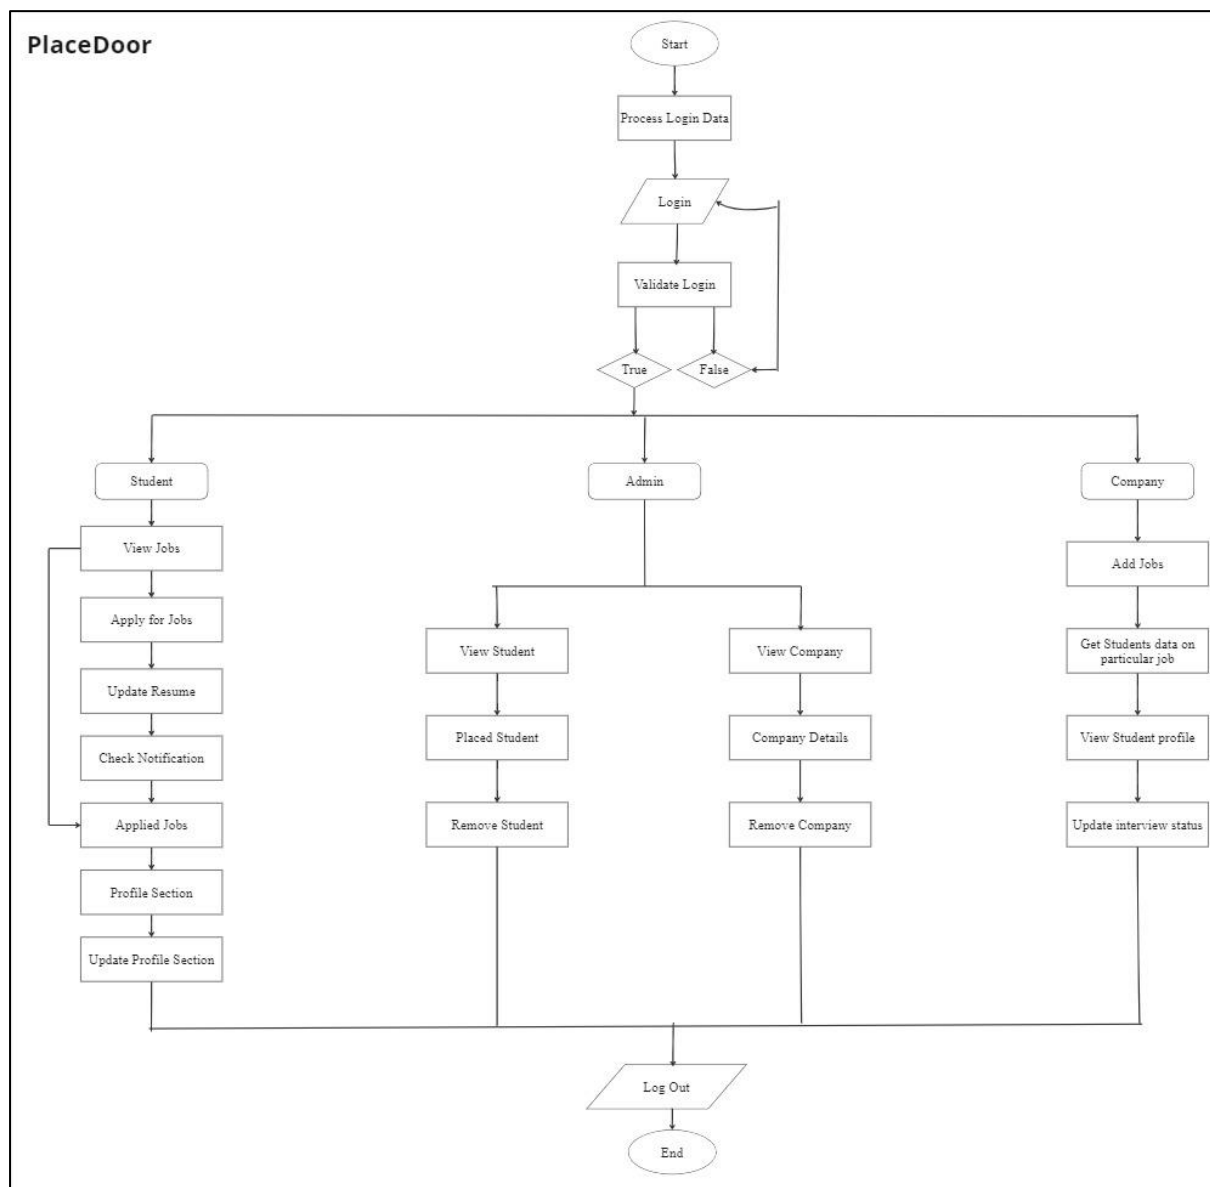 PlaceDoor
Start
Process Login Data
Login
Validate Login
True
False
Student
Admin
Company
View Jobs
Apply for Jobs
Update Resume
Check Notification
Applied Jobs
Profile Section
Update Profile Section
View Student
Placed Student
Remove Student
View Company
Company Details
Remove Company
Add Jobs
Get Students data on
particular job
View Student profile
Update interview status
Log Out
End